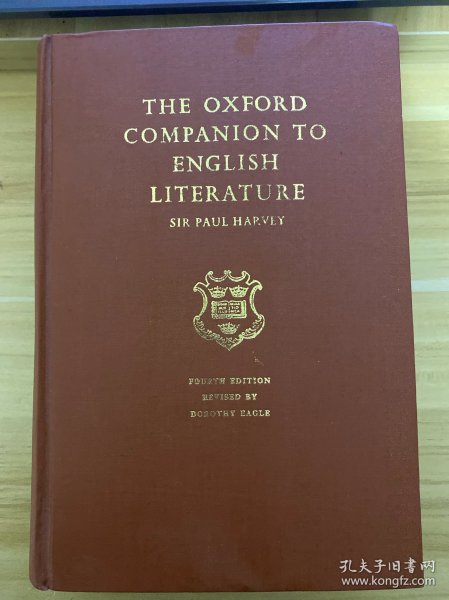 THE OXFORD
COMPANION TO
ENGLISH
LITERATURE
SIR PAUL HARVEY
FOURTH EDITION
REVISED BY
DOROTHY EAGLE
孔夫子旧书网
www.kongfz.com